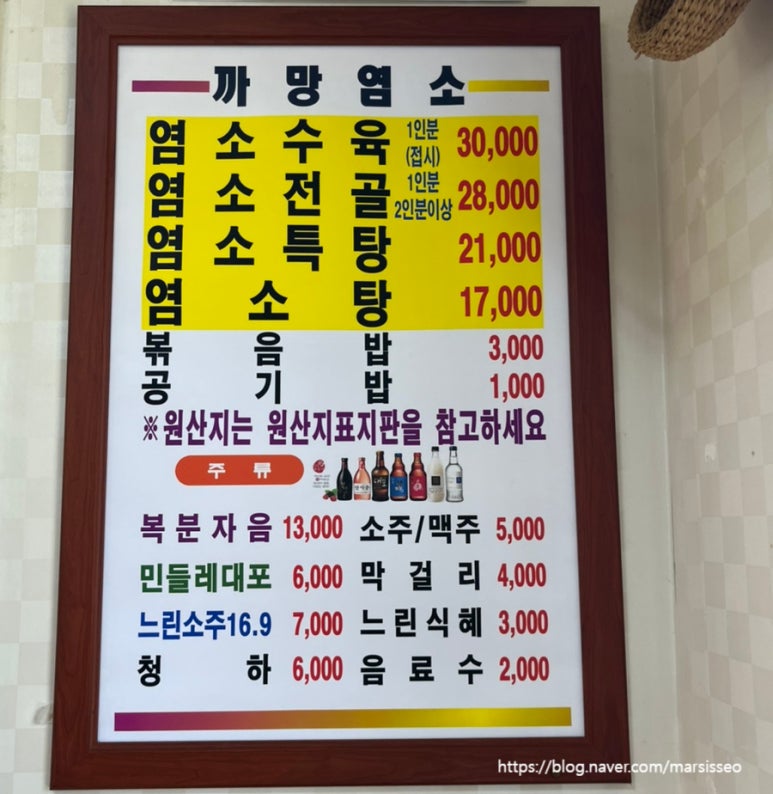 까망염소
염소수육 1인분 (접시) 30,000
염소전골 1인분 2인분이상 28,000
염소특탕 21,000
염소탕 17,000
볶음밥 3,000
공기밥 1,000
※원산지는 원산지표지판을 참고하세요
주류
복분자음 13,000 소주/맥주 5,000
민들레대포 6,000 막걸리 4,000
느린소주16.9 7,000 느린식혜 3,000
청하 6,000 음료수 2,000
https://blog.naver.com/marsisseo